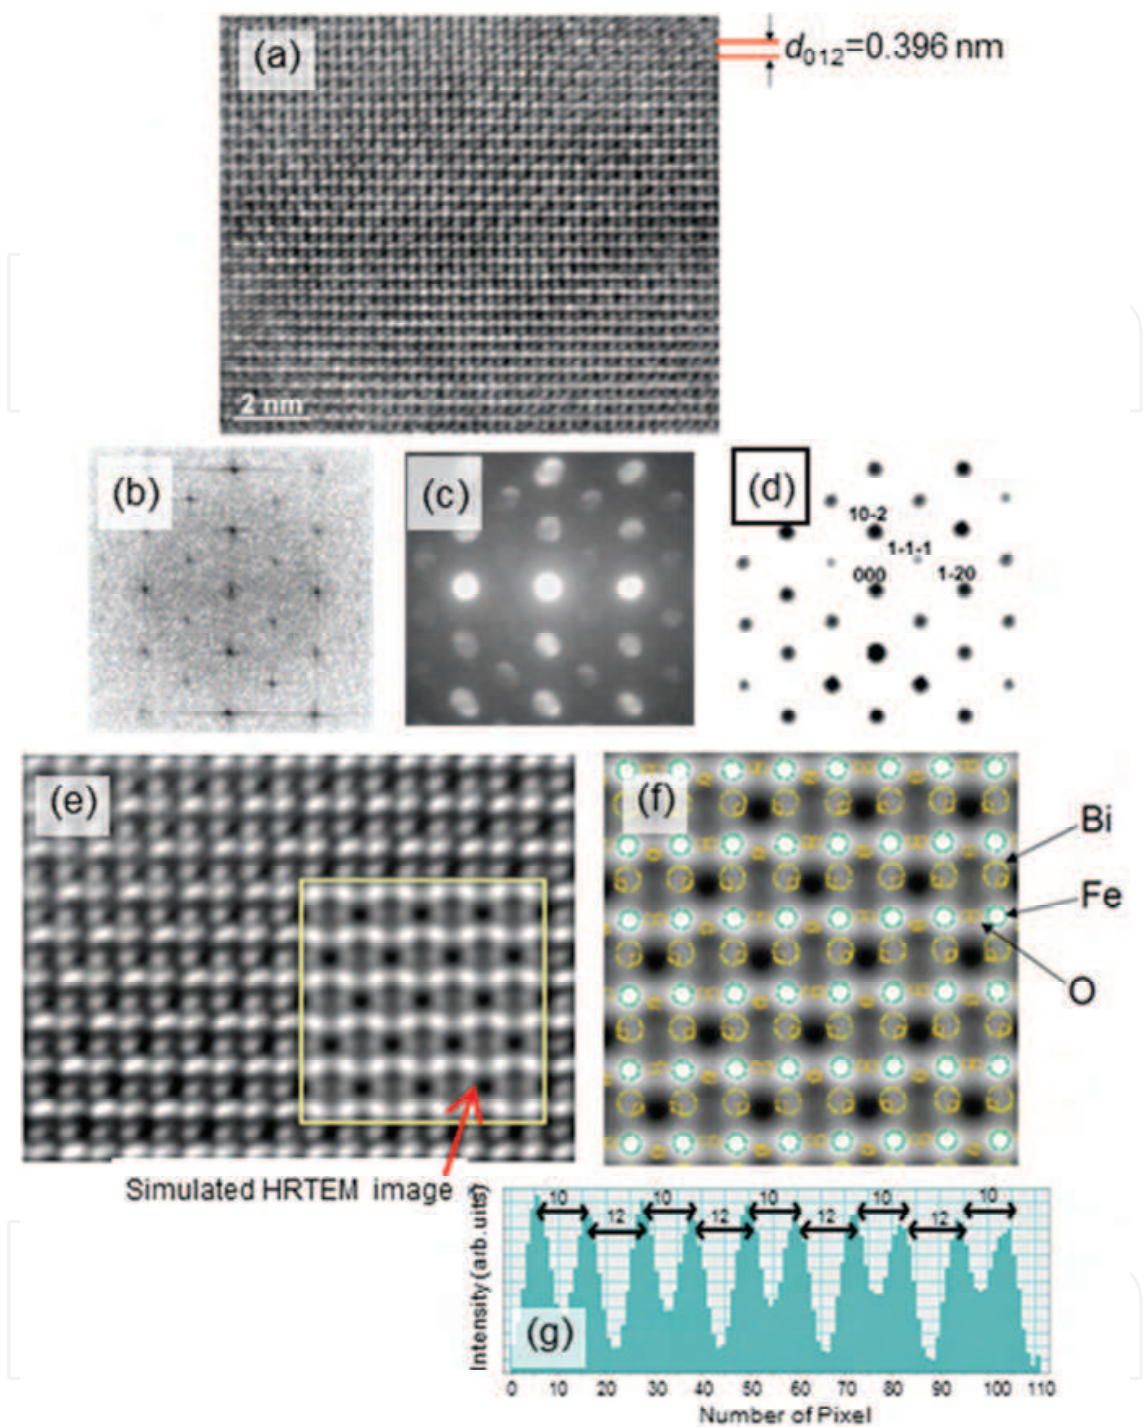 (a)
d012=0.396 nm
2 nm
(b)
(c)
(d)
10-2
1-1-1
000
1-20
(e)
(f)
Bi
Fe
O
Simulated HRTEM image
10 10 10 10 10
12 12 12 12
Intensity (arb.uits)
(g)
0 10 20 30 40 50 60 70 80 90 100 110
Number of Pixel